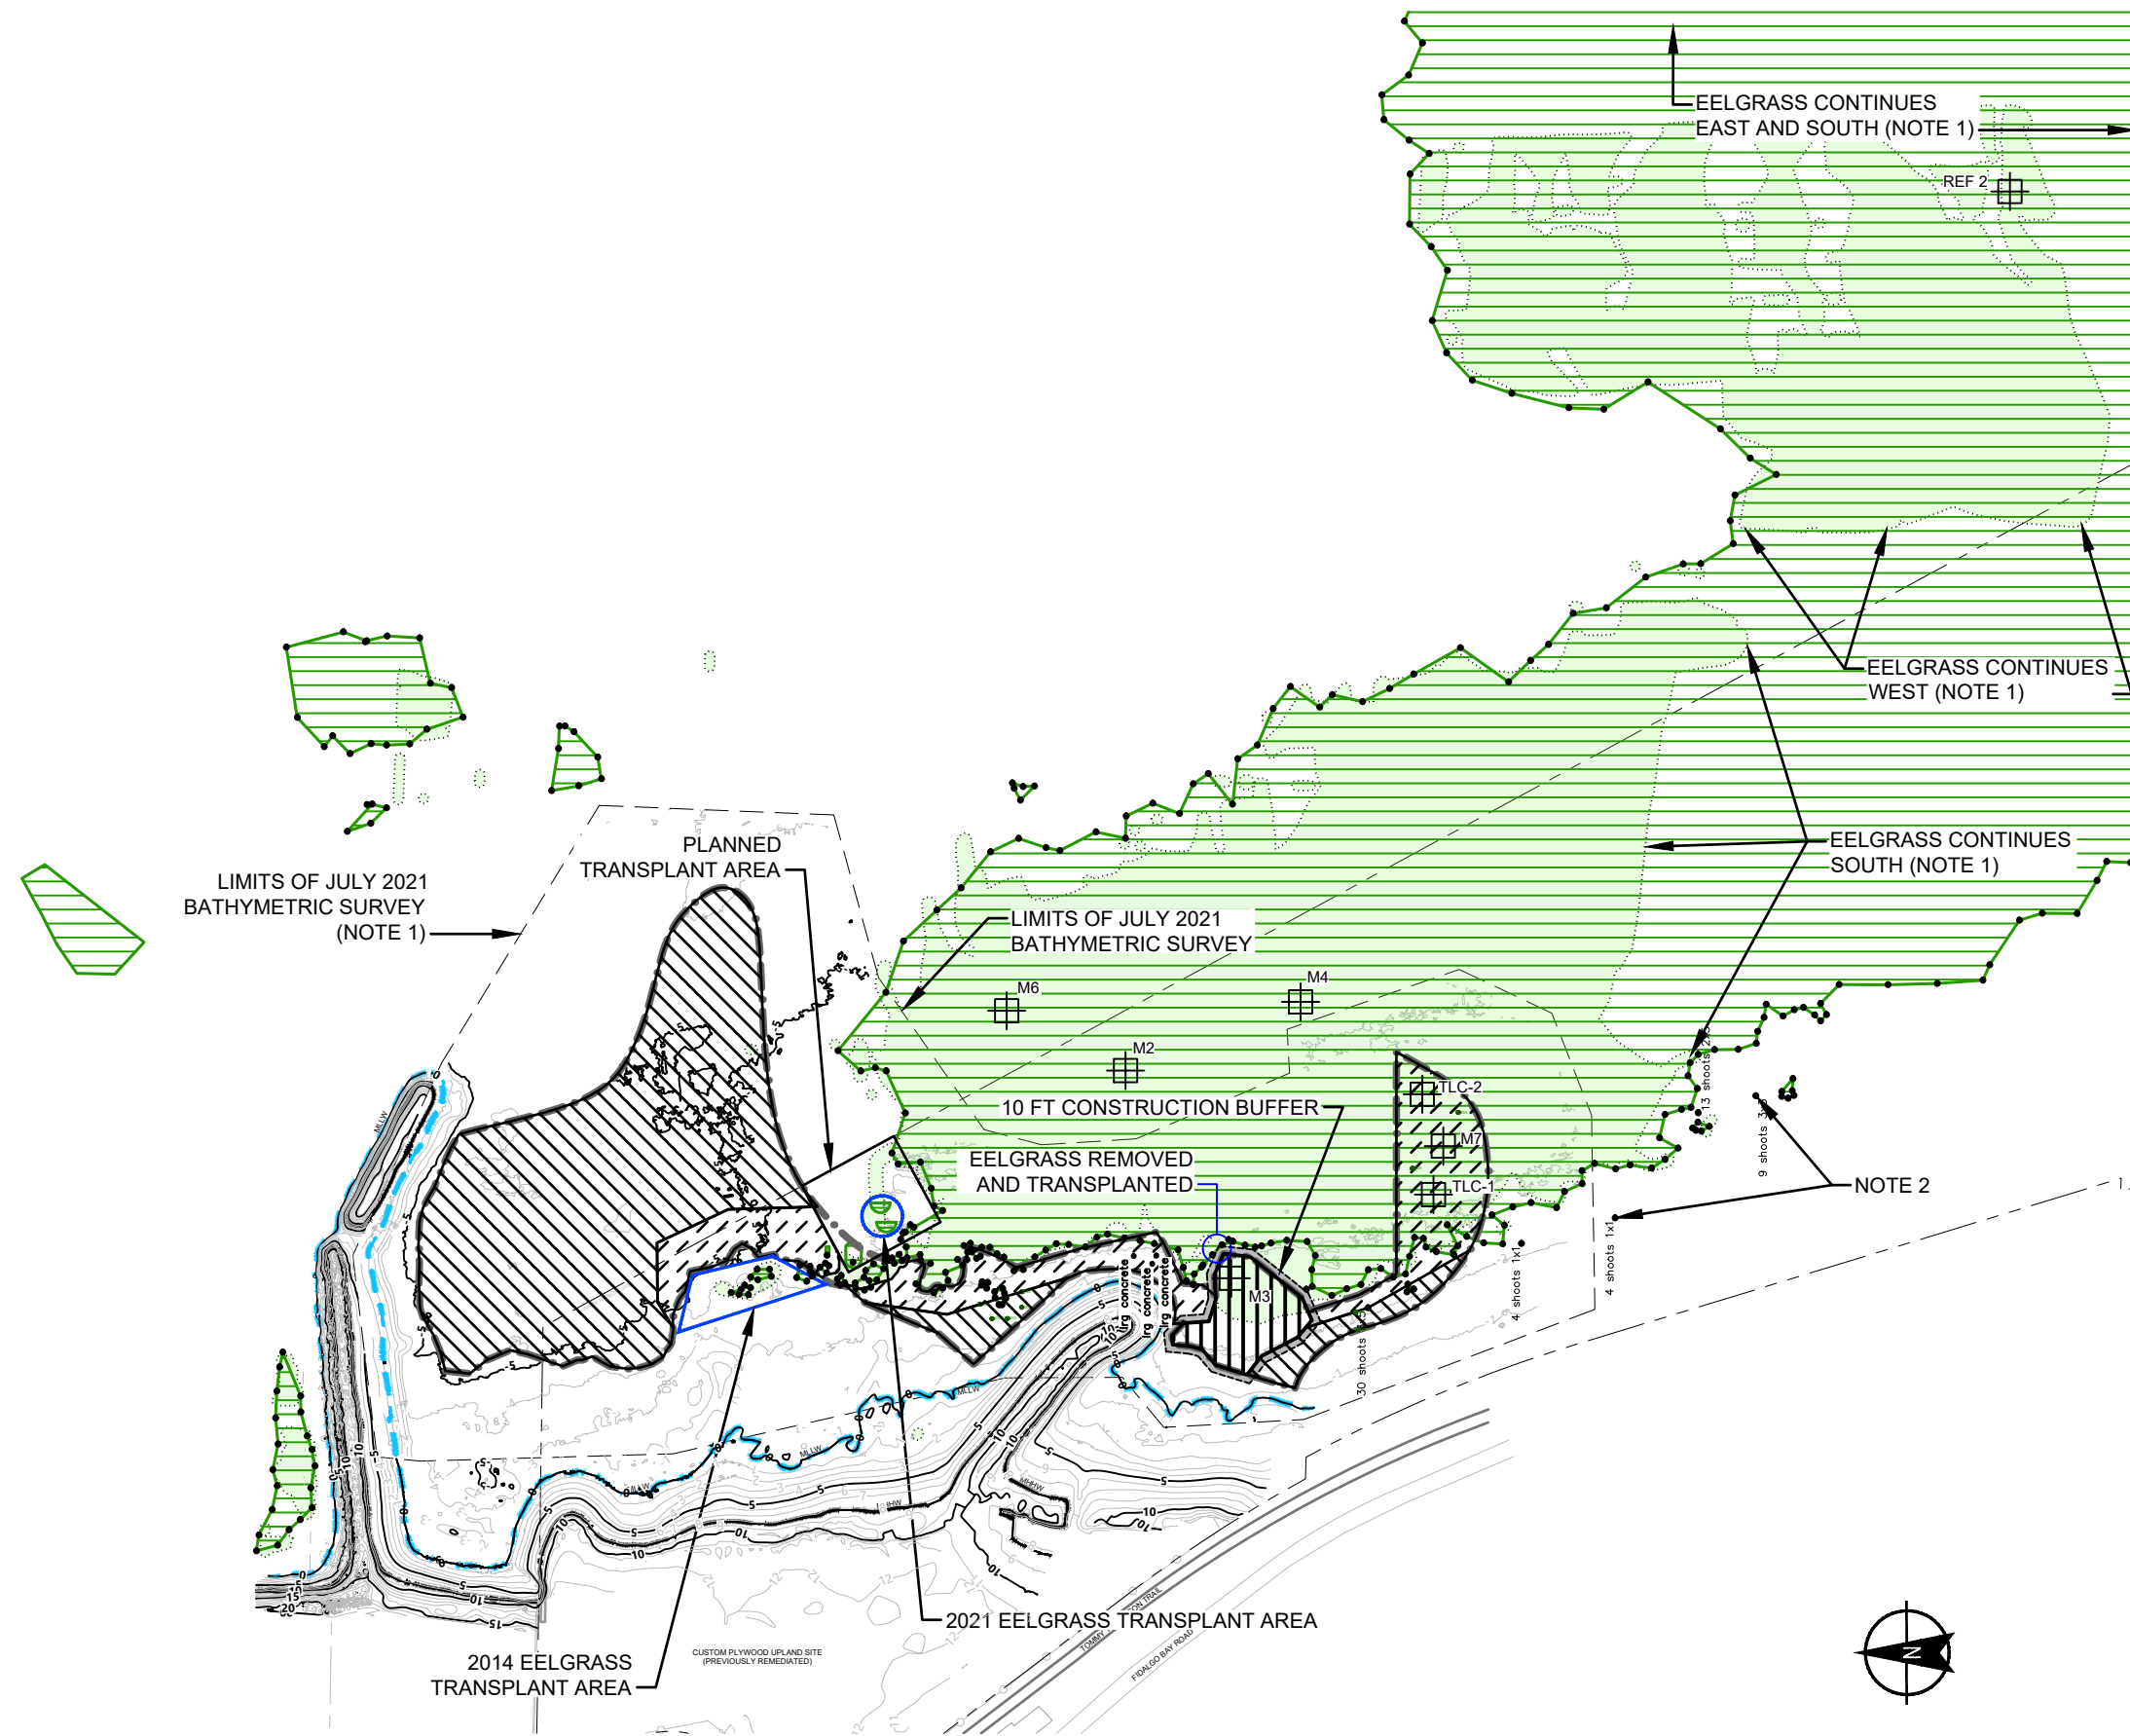 EELGRASS CONTINUES
EAST AND SOUTH (NOTE 1)
REF 2
EELGRASS CONTINUES
WEST (NOTE 1)
PLANNED
TRANSPLANT AREA
EELGRASS CONTINUES
SOUTH (NOTE 1)
LIMITS OF JULY 2021
BATHYMETRIC SURVEY
(NOTE 1)
LIMITS OF JULY 2021
BATHYMETRIC SURVEY
M6
M4
M2
TLC-2
10 FT CONSTRUCTION BUFFER
M7
EELGRASS REMOVED
AND TRANSPLANTED
TLC-1
NOTE 2
9 shoots
4 shoots 1x1
4 shoots 1x1
30 shoots
13 shoots
lrg concrete
lrg concrete
lrg concrete
M3
MLLW
MLLW
MLLW
MLLW
MHHW
2021 EELGRASS TRANSPLANT AREA
2014 EELGRASS
TRANSPLANT AREA
CUSTOM PLYWOOD UPLAND SITE
(PREVIOUSLY REMEDIATED)
FIDALGO BAY ROAD
N